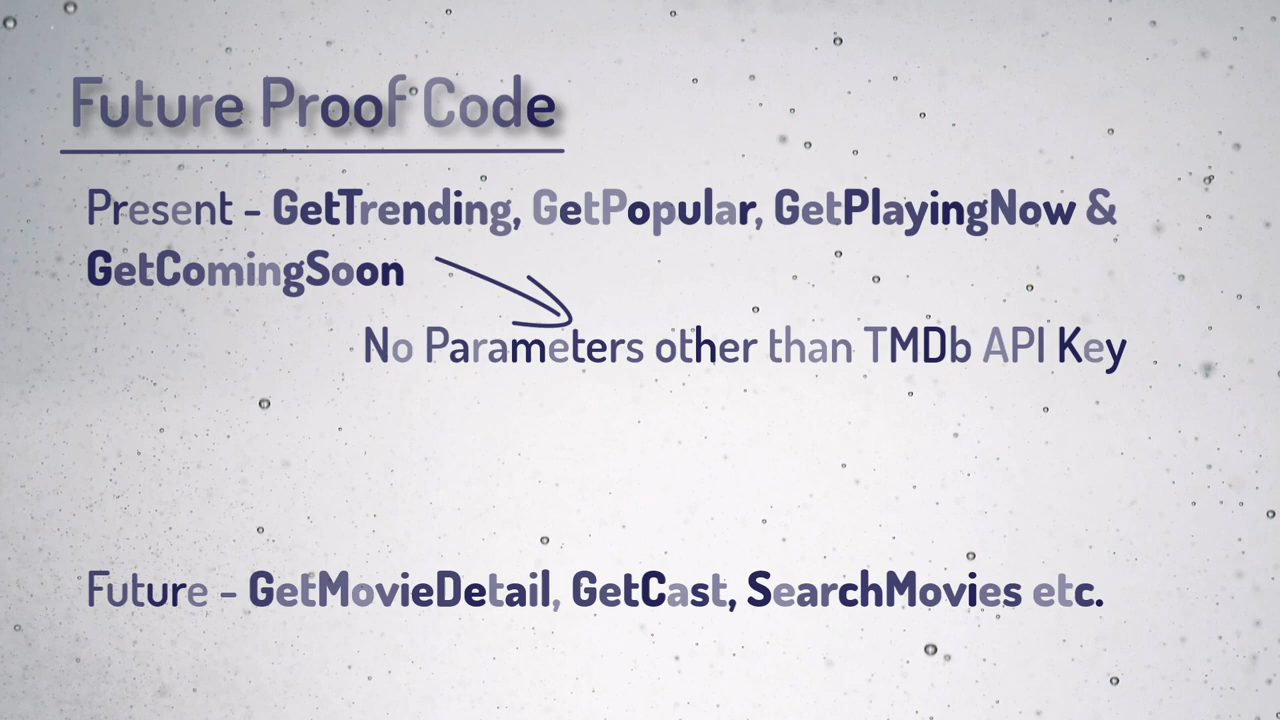 Future Proof Code
Present - GetTrending, GetPopular, GetPlayingNow &
GetComingSoon
No Parameters other than TMDb API Key
Future - GetMovieDetail, GetCast, SearchMovies etc.